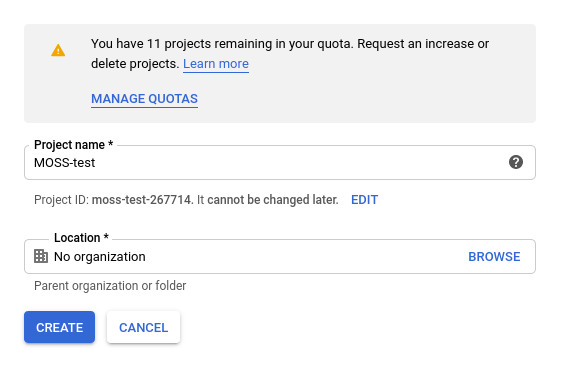 You have 11 projects remaining in your quota. Request an increase or
delete projects. Learn more
MANAGE QUOTAS
Project name *
MOSS-test
Project ID: moss-test-267714. It cannot be changed later. EDIT
Location *
No organization BROWSE
Parent organization or folder
CREATE CANCEL